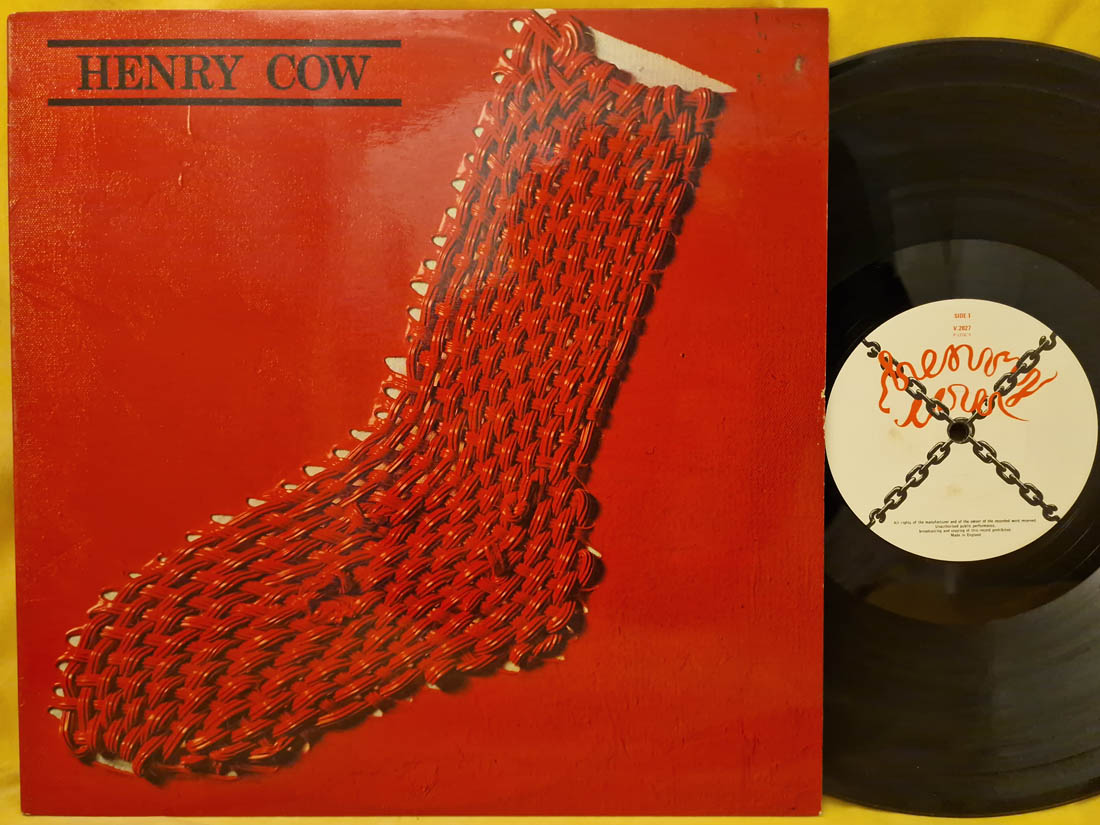 HENRY COW
SIDE 1
V 2027
henry
cow
All rights of the manufacturer and of the owner of the recorded work reserved.
Unauthorised public performance,
broadcasting and copying of this record prohibited
Made in England